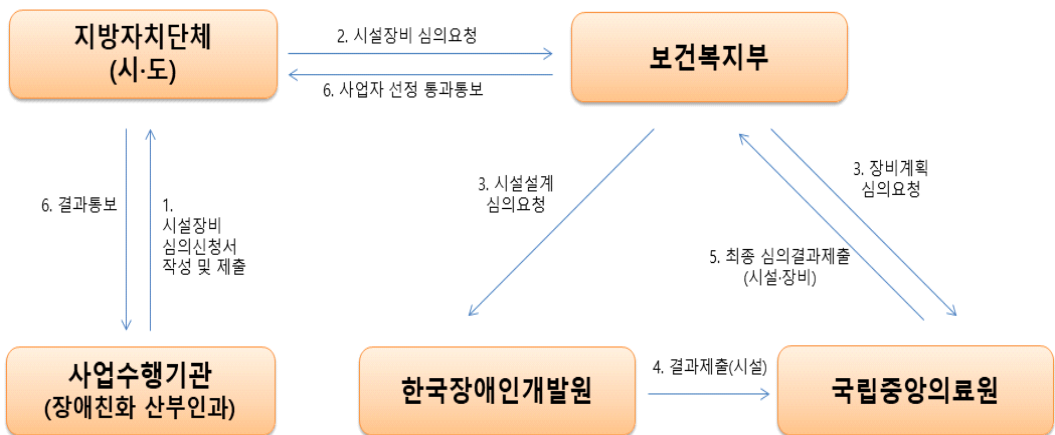 지방자치단체
(시·도)
2. 시설장비 심의요청
6. 사업자 선정 통과통보
보건복지부
6. 결과통보
1.
시설장비
심의신청서
작성 및 제출
3. 시설설계
심의요청
3. 장비계획
심의요청
5. 최종 심의결과제출
(시설·장비)
사업수행기관
(장애친화 산부인과)
한국장애인개발원
4. 결과제출(시설)
국립중앙의료원